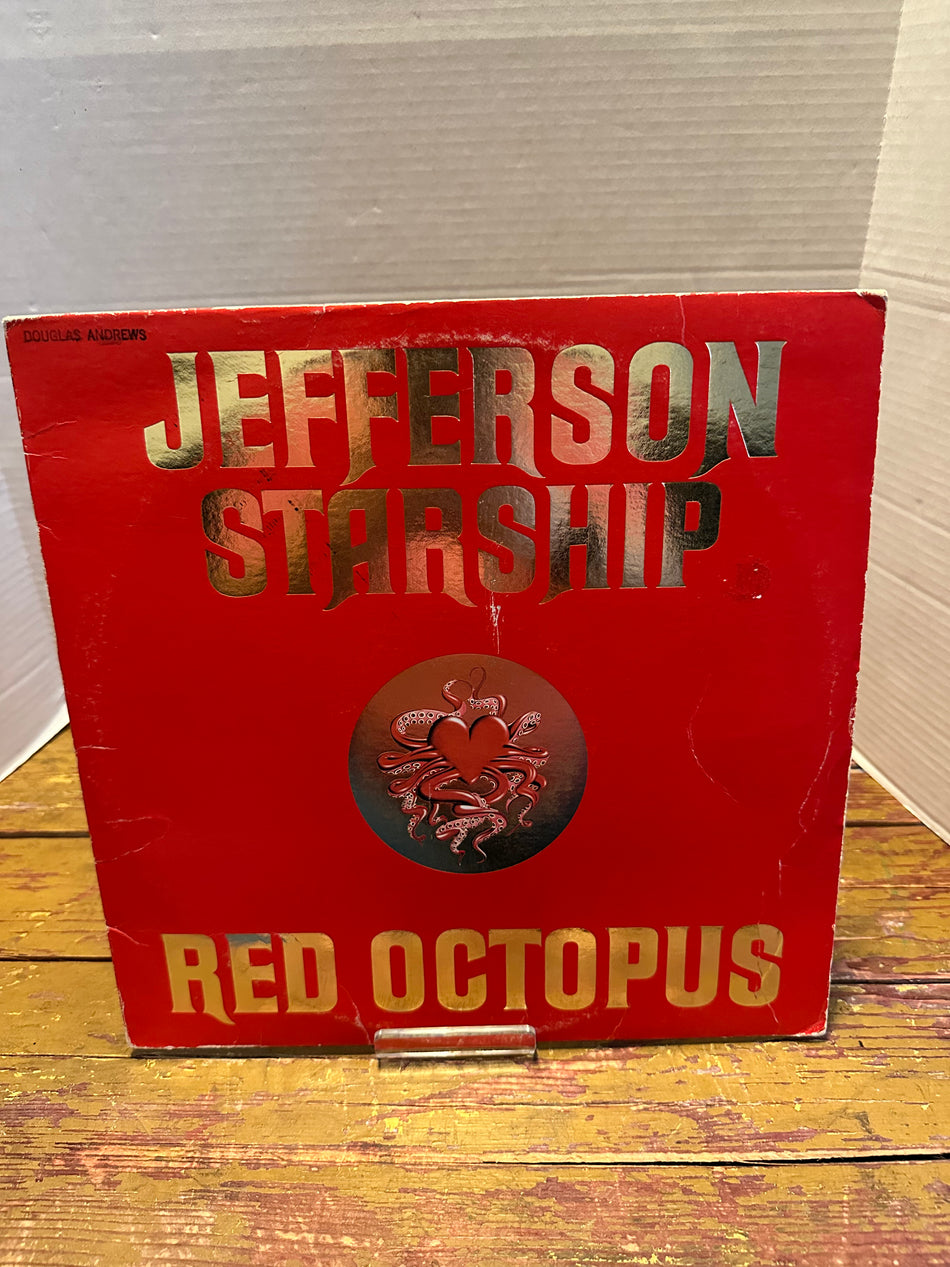 DOUGLAS ANDREWS
JEFFERSON
STARSHIP
RED OCTOPUS